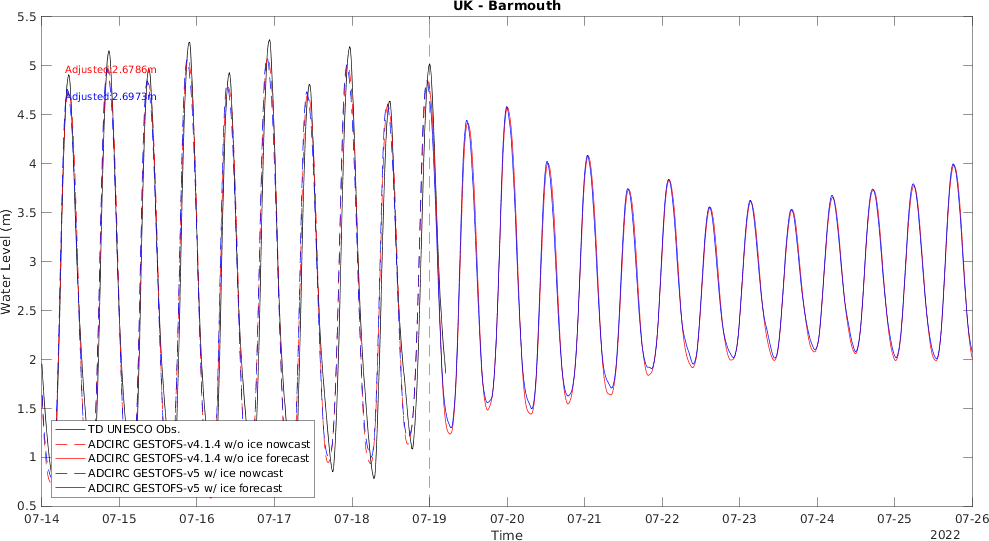 UK - Barmouth
5.5
5
4.5
4
3.5
3
2.5
2
1.5
1
0.5
Water Level (m)
Adjusted:2.6786m
Adjusted:2.6973m
TD UNESCO Obs.
ADCIRC GESTOFS-v4.1.4 w/o ice nowcast
ADCIRC GESTOFS-v4.1.4 w/o ice forecast
ADCIRC GESTOFS-v5 w/ ice nowcast
ADCIRC GESTOFS-v5 w/ ice forecast
07-14 07-15 07-16 07-17 07-18 07-19 07-20 07-21 07-22 07-23 07-24 07-25 07-26
Time
2022